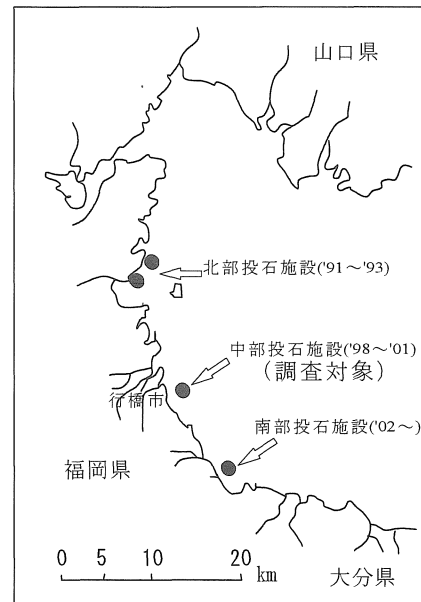 山口県
北部投石施設('91～'93)
中部投石施設('98～'01)
（調査対象）
行橋市
南部投石施設('02～)
福岡県
0 5 10 20
km
大分県